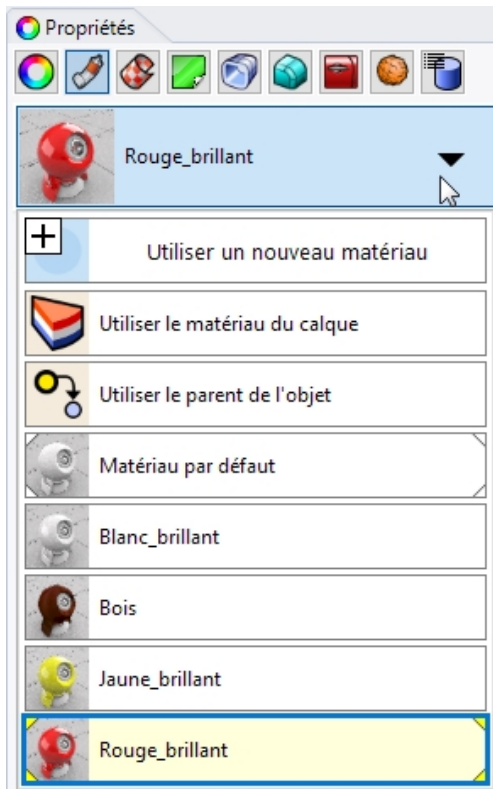 Propriétés
Rouge_brillant
Utiliser un nouveau matériau
Utiliser le matériau du calque
Utiliser le parent de l'objet
Matériau par défaut
Blanc_brillant
Bois
Jaune_brillant
Rouge_brillant